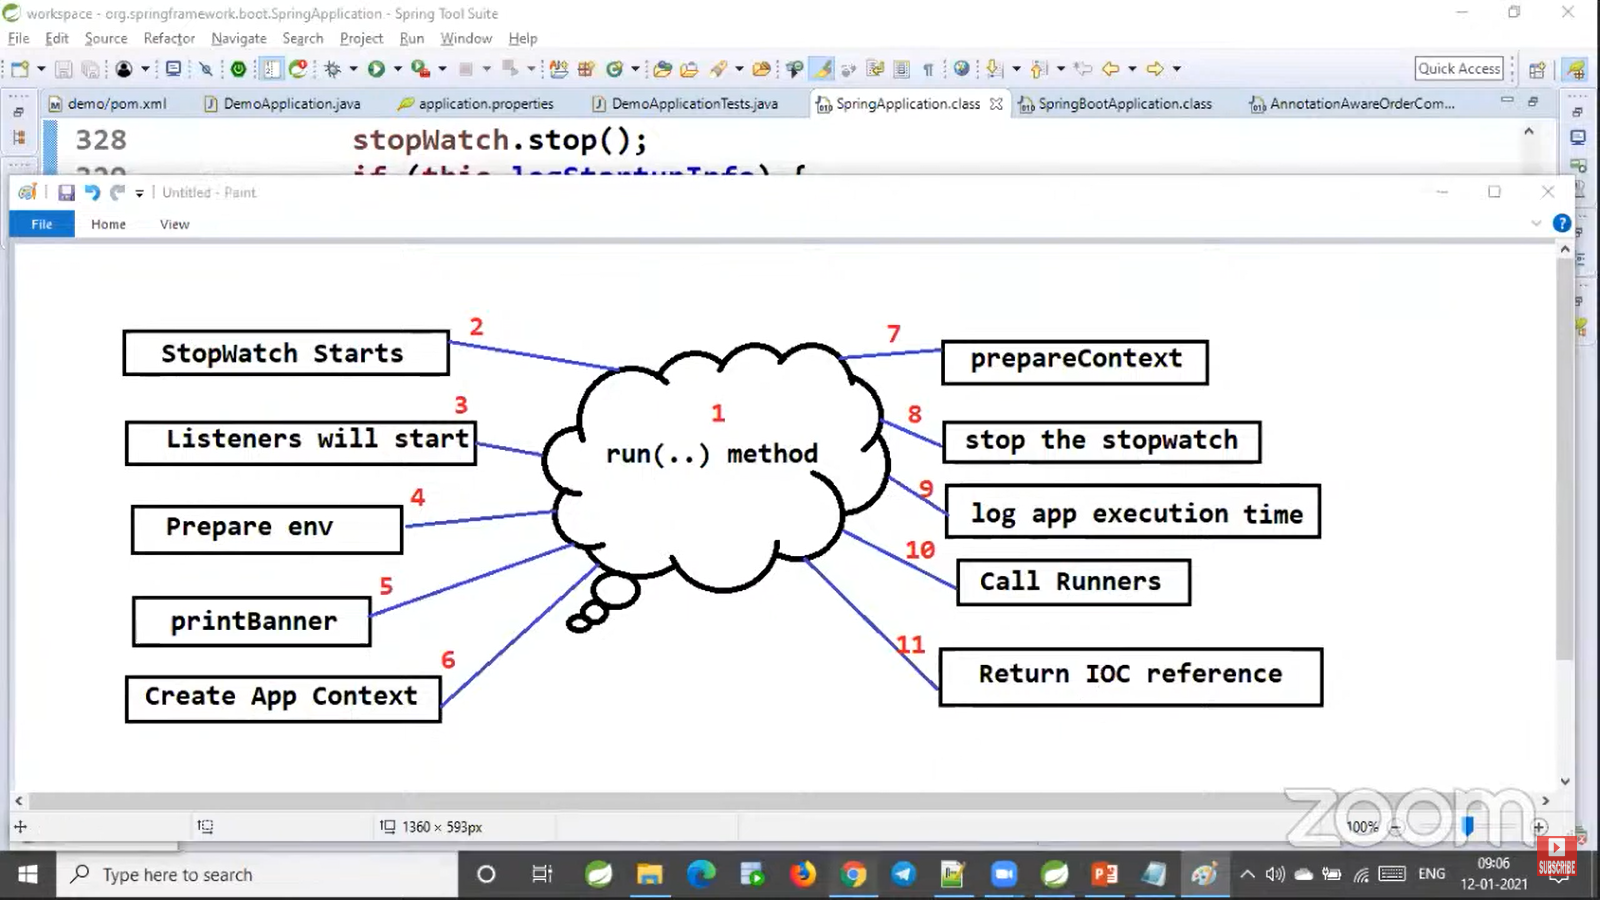 workspace - org.springframework.boot.SpringApplication - Spring Tool Suite
File Edit Source Refactor Navigate Search Project Run Window Help
Quick Access
demo/pom.xml DemoApplication.java application.properties DemoApplicationTests.java SpringApplication.class SpringBootApplication.class AnnotationAwareOrderCom...
328 stopWatch.stop();
329 if (this.logStartupInfo) {
Untitled - Paint
File Home View
StopWatch Starts 2
7 prepareContext
3
Listeners will start
1
run(..) method
8
stop the stopwatch
4
Prepare env
9
log app execution time
5
printBanner
10
Call Runners
6
Create App Context
11
Return IOC reference
1360 × 593px
100%
zoom
Type here to search
ENG
09:06
12-01-2021
SUBSCRIBE